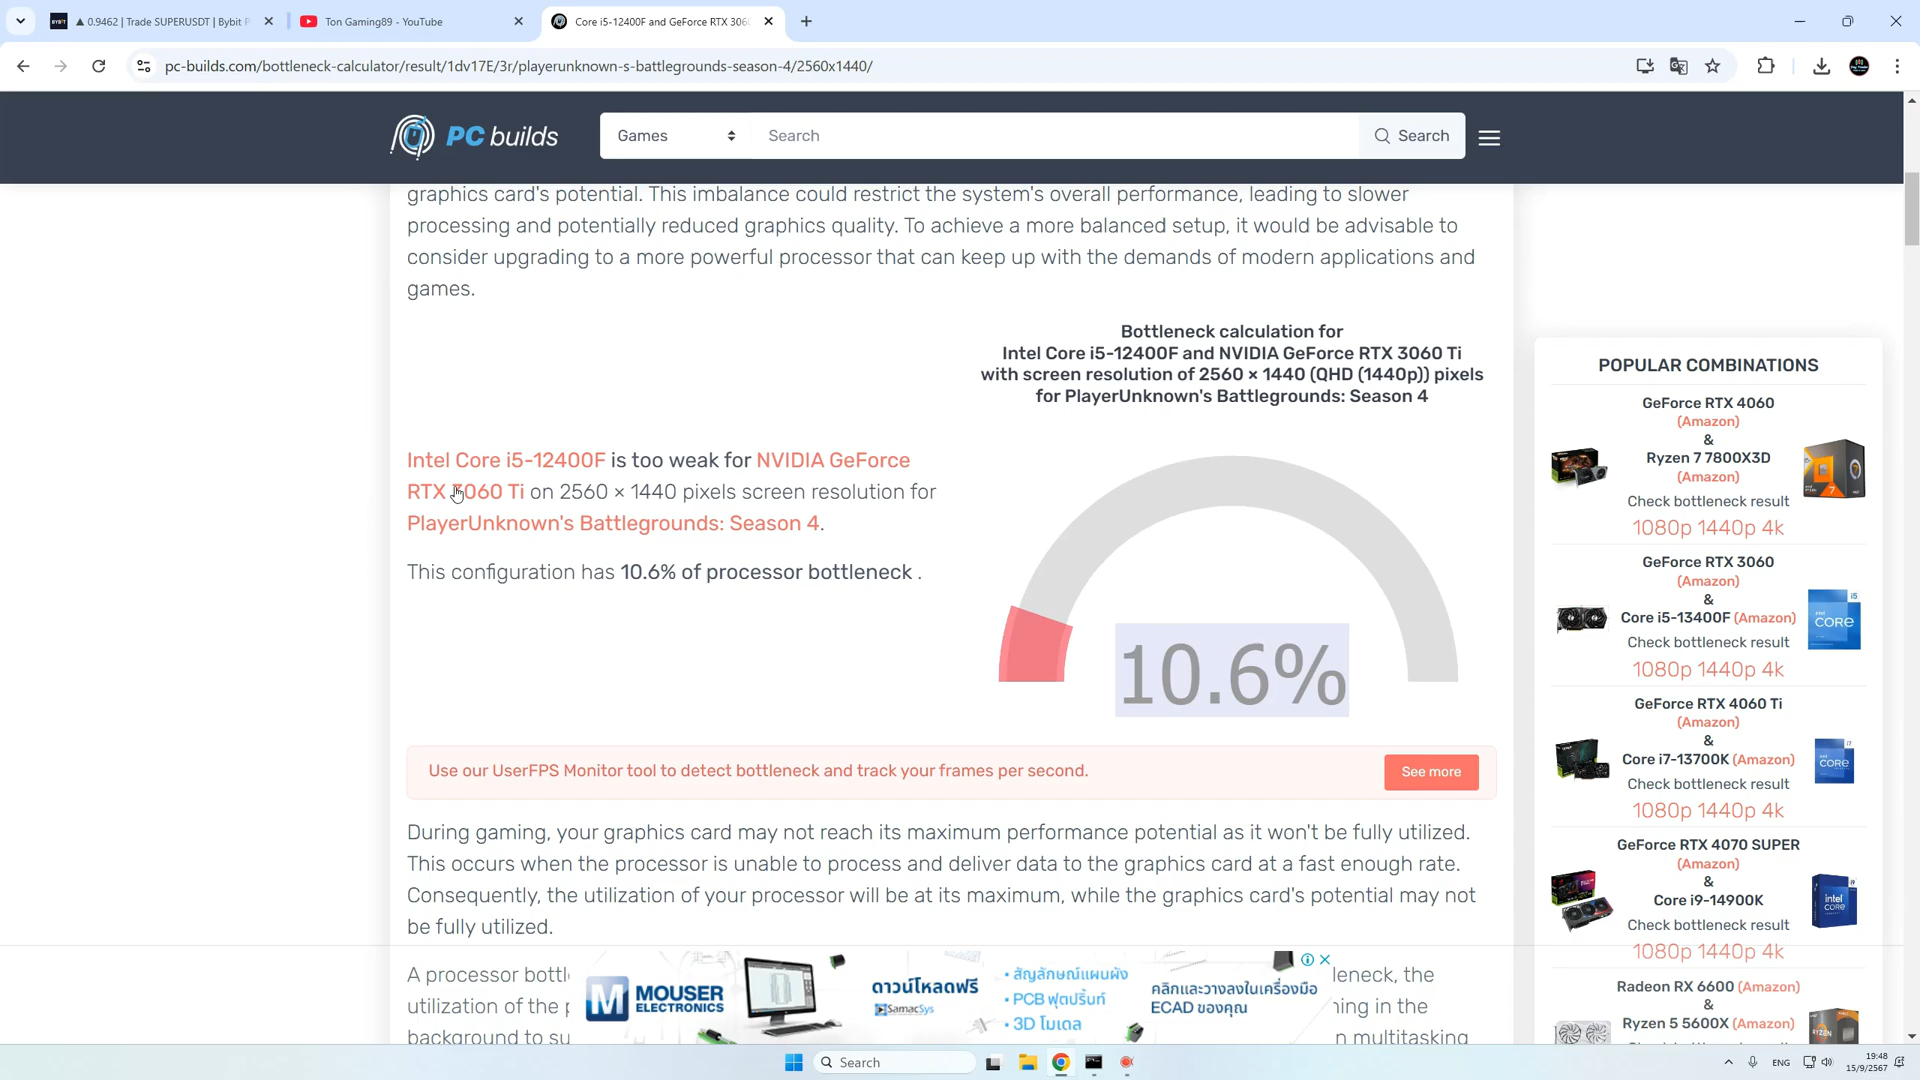 ▲ 0.9462 | Trade SUPERUSDT | Bybit P
Ton Gaming89 - YouTube
Core i5-12400F and GeForce RTX 306
pc-builds.com/bottleneck-calculator/result/1dv17E/3r/playerunknown-s-battlegrounds-season-4/2560x1440/
PC builds
Games
Search
Search
graphics card's potential. This imbalance could restrict the system's overall performance, leading to slower
processing and potentially reduced graphics quality. To achieve a more balanced setup, it would be advisable to
consider upgrading to a more powerful processor that can keep up with the demands of modern applications and
games.
Bottleneck calculation for
Intel Core i5-12400F and NVIDIA GeForce RTX 3060 Ti
with screen resolution of 2560 × 1440 (QHD (1440p)) pixels
for PlayerUnknown's Battlegrounds: Season 4
Intel Core i5-12400F is too weak for NVIDIA GeForce
RTX 3060 Ti on 2560 × 1440 pixels screen resolution for
PlayerUnknown's Battlegrounds: Season 4.
This configuration has 10.6% of processor bottleneck .
10.6%
Use our UserFPS Monitor tool to detect bottleneck and track your frames per second.
See more
During gaming, your graphics card may not reach its maximum performance potential as it won't be fully utilized.
This occurs when the processor is unable to process and deliver data to the graphics card at a fast enough rate.
Consequently, the utilization of your processor will be at its maximum, while the graphics card's potential may not
be fully utilized.
A processor bottl
leneck, the
utilization of the p
ning in the
background to su
n multitasking
MOUSER
ELECTRONICS
ดาวน์โหลดฟรี
SamacSys
• สัญลักษณ์แผนผัง
• PCB ฟุตปริ้นท์
• 3D โมเดล
คลิกและวางลงในเครื่องมือ
ECAD ของคุณ
POPULAR COMBINATIONS
GeForce RTX 4060
(Amazon)
&
Ryzen 7 7800X3D
(Amazon)
Check bottleneck result
1080p 1440p 4k
GeForce RTX 3060
(Amazon)
&
Core i5-13400F (Amazon)
Check bottleneck result
1080p 1440p 4k
GeForce RTX 4060 Ti
(Amazon)
&
Core i7-13700K (Amazon)
Check bottleneck result
1080p 1440p 4k
GeForce RTX 4070 SUPER
(Amazon)
&
Core i9-14900K
Check bottleneck result
1080p 1440p 4k
Radeon RX 6600 (Amazon)
&
Ryzen 5 5600X (Amazon)
Search
ENG
19:48
15/9/2567